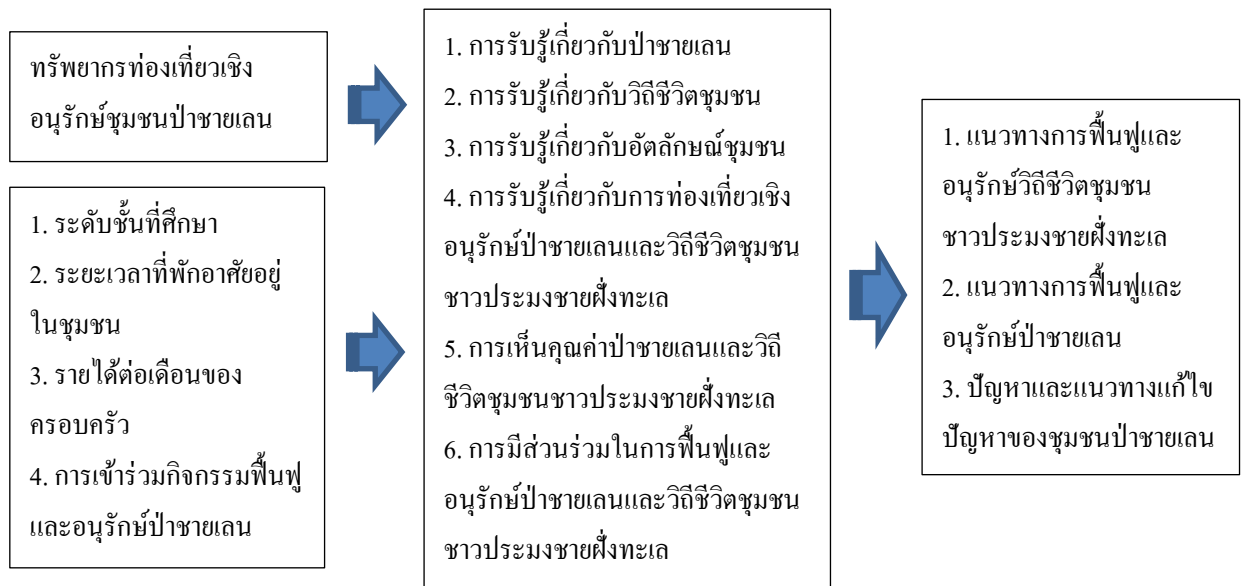 ทรัพยากรท่องเที่ยวเชิง
อนุรักษ์ชุมชนป่าชายเลน
1. ระดับชั้นที่ศึกษา
2. ระยะเวลาที่พักอาศัยอยู่
ในชุมชน
3. รายได้ต่อเดือนของ
ครอบครัว
4. การเข้าร่วมกิจกรรมฟื้นฟู
และอนุรักษ์ป่าชายเลน
1. การรับรู้เกี่ยวกับป่าชายเลน
2. การรับรู้เกี่ยวกับวิถีชีวิตชุมชน
3. การรับรู้เกี่ยวกับอัตลักษณ์ชุมชน
4. การรับรู้เกี่ยวกับการท่องเที่ยวเชิง
อนุรักษ์ป่าชายเลนและวิถีชีวิตชุมชน
ชาวประมงชายฝั่งทะเล
5. การเห็นคุณค่าป่าชายเลนและวิถี
ชีวิตชุมชนชาวประมงชายฝั่งทะเล
6. การมีส่วนร่วมในการฟื้นฟูและ
อนุรักษ์ป่าชายเลนและวิถีชีวิตชุมชน
ชาวประมงชายฝั่งทะเล
1. แนวทางการฟื้นฟูและ
อนุรักษ์วิถีชีวิตชุมชน
ชาวประมงชายฝั่งทะเล
2. แนวทางการฟื้นฟูและ
อนุรักษ์ป่าชายเลน
3. ปัญหาและแนวทางแก้ไข
ปัญหาของชุมชนป่าชายเลน